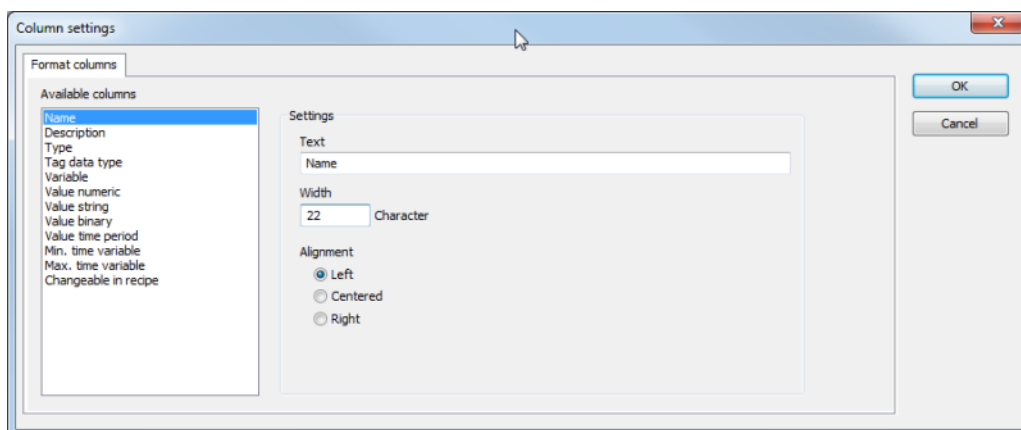 Column settings
Format columns
Available columns
Name
Description
Type
Tag data type
Variable
Value numeric
Value string
Value binary
Value time period
Min. time variable
Max. time variable
Changeable in recipe
Settings
Text
Name
Width
22 Character
Alignment
Left
Centered
Right
OK
Cancel